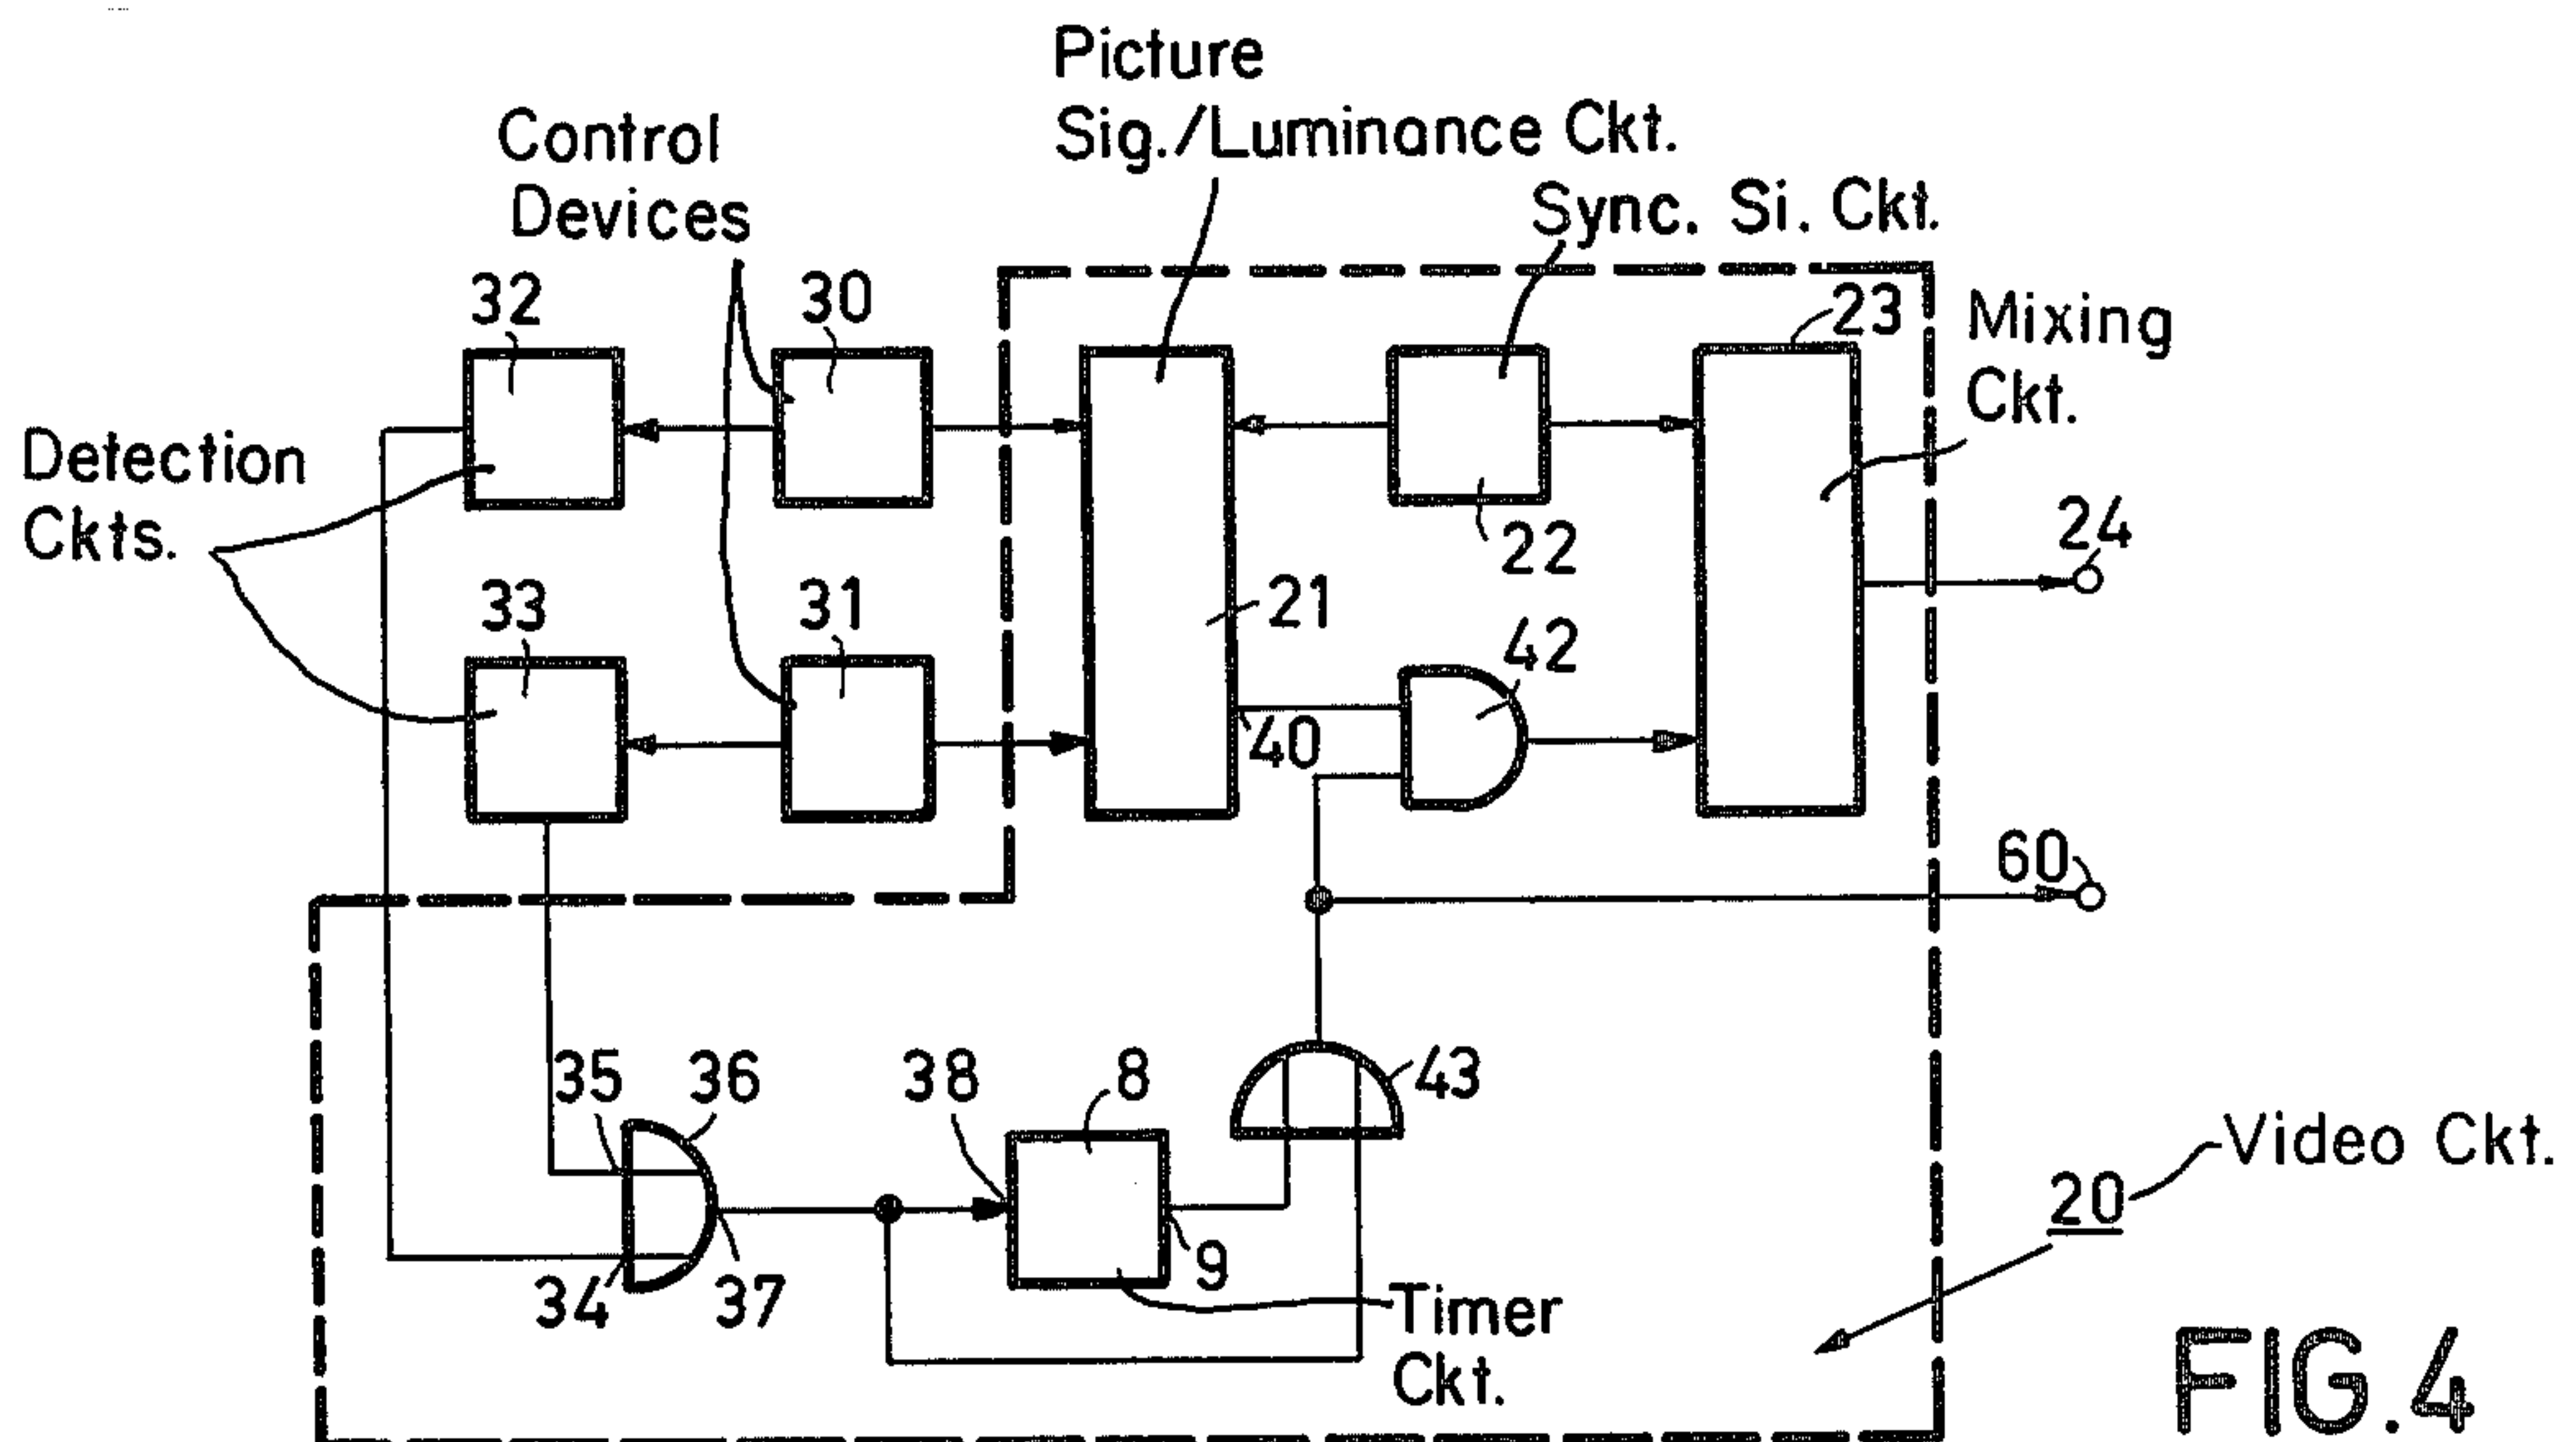 Picture
Sig./Luminance Ckt.
Control
Devices
Sync. Si. Ckt.
32
30
23
Mixing
Ckt.
Detection
Ckts.
22
24
33
31
21
42
40
60
35
36
38
8
43
Video Ckt.
20
9
34
37
Timer
Ckt.
FIG.4